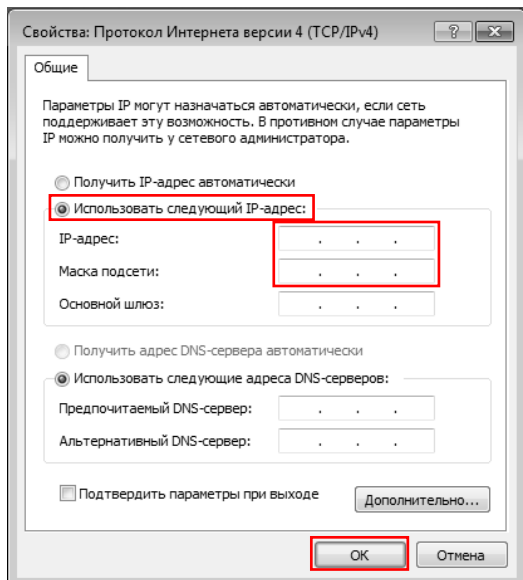 Свойства: Протокол Интернета версии 4 (TCP/IPv4)
Общие
Параметры IP могут назначаться автоматически, если сеть
поддерживает эту возможность. В противном случае параметры
IP можно получить у сетевого администратора.
Получить IP-адрес автоматически
Использовать следующий IP-адрес:
IP-адрес:
Маска подсети:
Основной шлюз:
Получить адрес DNS-сервера автоматически
Использовать следующие адреса DNS-серверов:
Предпочитаемый DNS-сервер:
Альтернативный DNS-сервер:
Подтвердить параметры при выходе
Дополнительно...
OK
Отмена